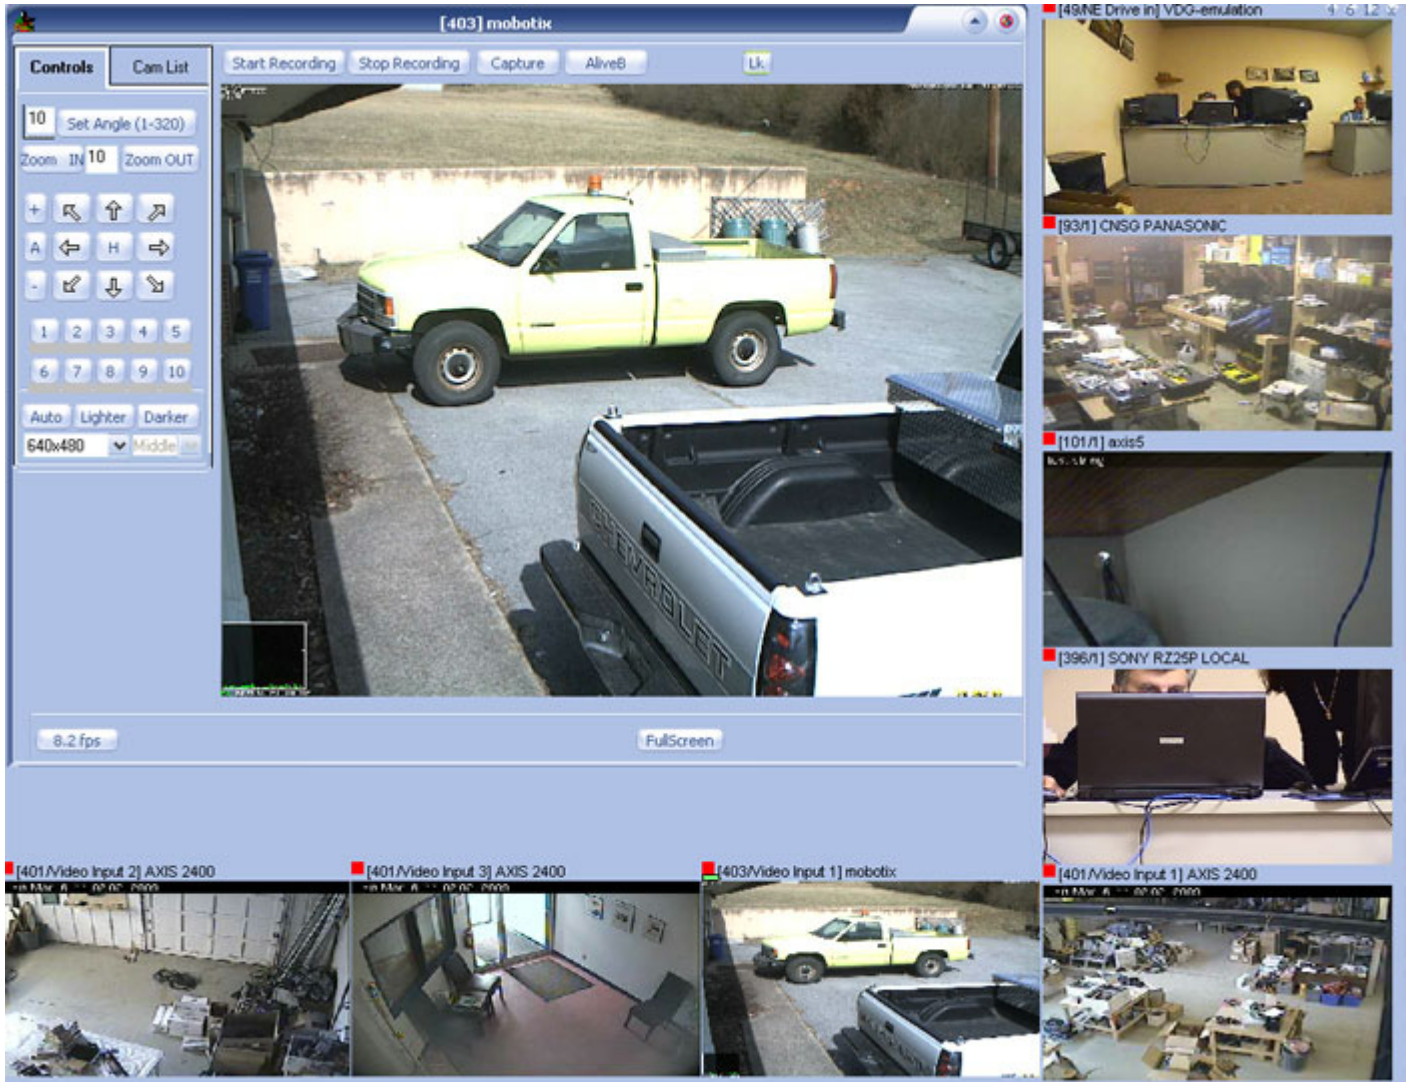 [403] mobotix
Controls
Cam List
Start Recording
Stop Recording
Capture
AliveB
Lk
10
Set Angle (1-320)
Zoom IN
10
Zoom OUT
+
A
H
-
1 2 3 4 5
6 7 8 9 10
Auto
Lighter
Darker
640x480
Middle
CHEVROLET
8.2 fps
FullScreen
[49/NE Drive in] VDG-emulation
4 6 12 x
[93/1] CNSG PANASONIC
[101/1] axis5
[396/1] SONY RZ25P LOCAL
[401/Video Input 2] AXIS 2400
[401/Video Input 3] AXIS 2400
[403/Video Input 1] mobotix
[401/Video Input 1] AXIS 2400